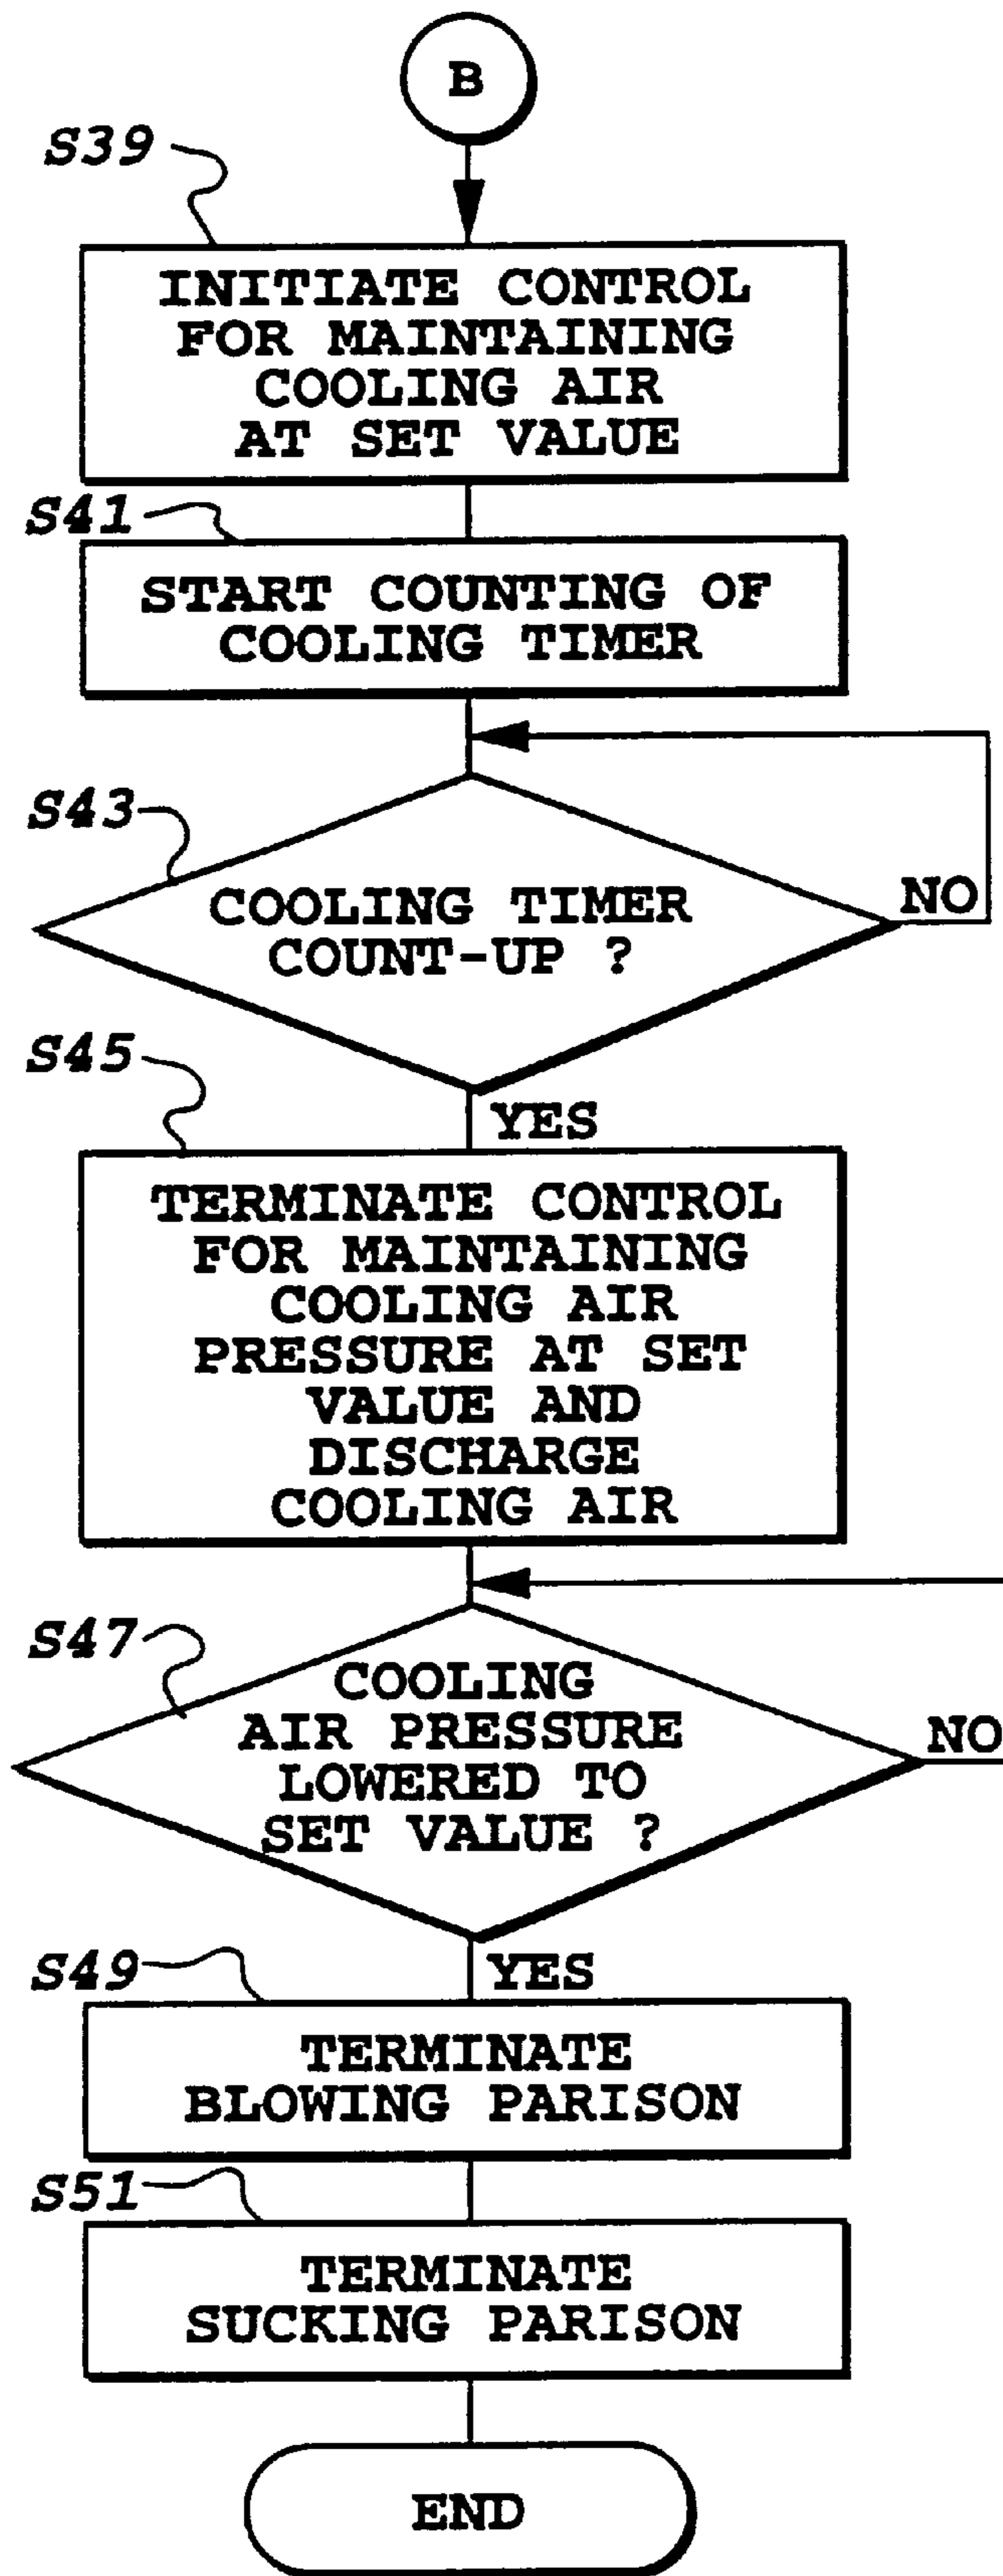 B
S39
INITIATE CONTROL
FOR MAINTAINING
COOLING AIR
AT SET VALUE
S41
START COUNTING OF
COOLING TIMER
S43
COOLING TIMER
COUNT-UP ?
NO
YES
S45
TERMINATE CONTROL
FOR MAINTAINING
COOLING AIR
PRESSURE AT SET
VALUE AND
DISCHARGE
COOLING AIR
S47
COOLING
AIR PRESSURE
LOWERED TO
SET VALUE ?
NO
YES
S49
TERMINATE
BLOWING PARISON
S51
TERMINATE
SUCKING PARISON
END